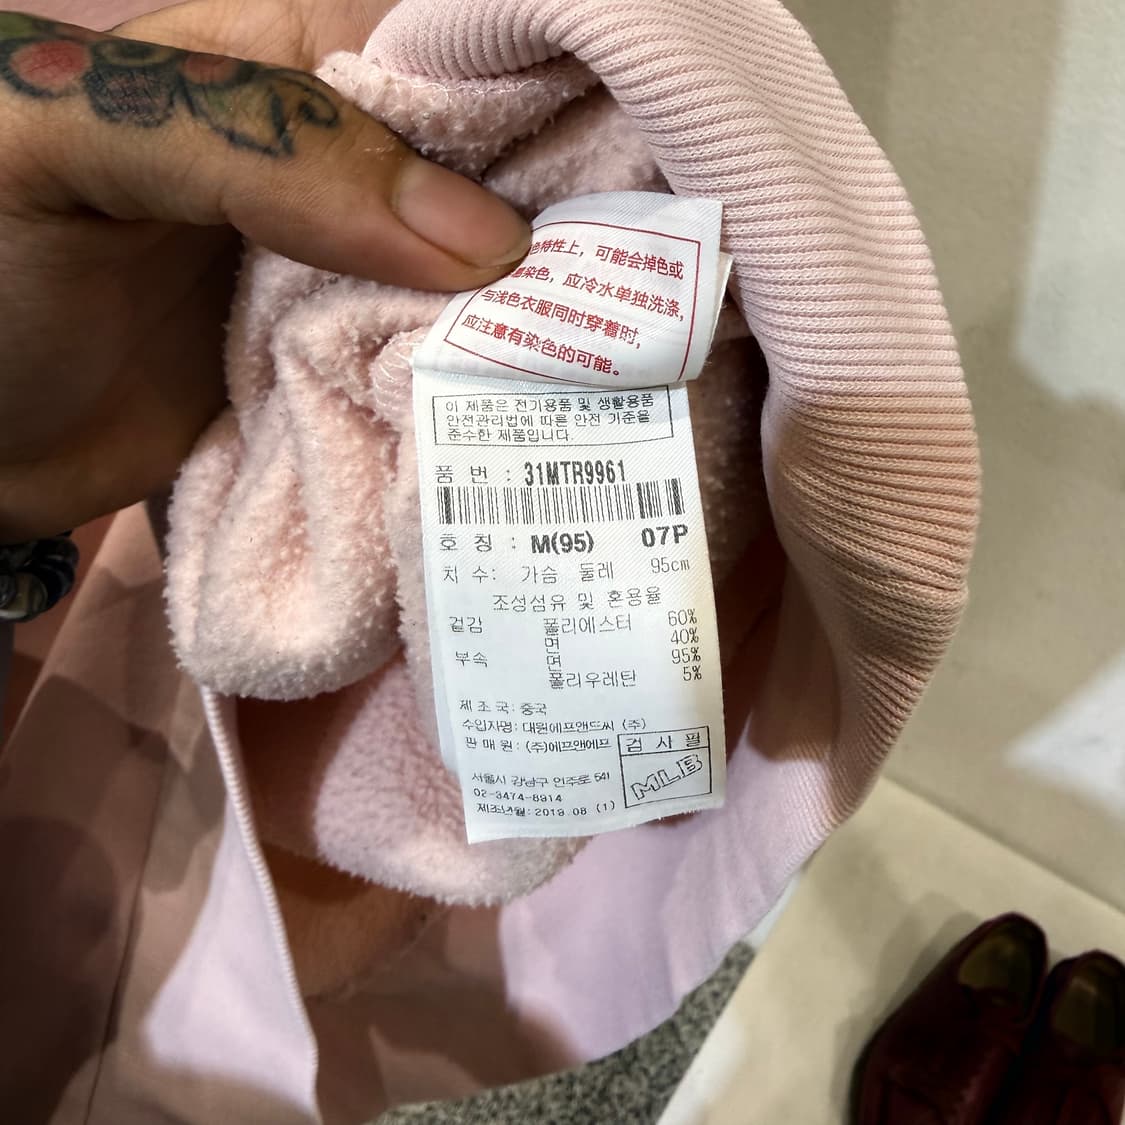 色特性上，可能会掉色或
染色，应冷水单独洗涤，
与浅色衣服同时穿着时，
应注意有染色的可能。
이 제품은 전기용품 및 생활용품
안전관리법에 따른 안전 기준을
준수한 제품입니다.
품 번 : 31MTR9961
호 칭 : M(95) 07P
치 수: 가슴 둘레 95cm
조성섬유 및 혼용율
겉감 폴리에스터 60%
면 40%
부속 면 95%
폴리우레탄 5%
제 조 국: 중국
수입자명: 대원에프앤드씨 (주)
판 매 원 : (주)에프앤에프
검 사 필
MLB
서울시 강남구 언주로 541
02-3474-8914
제조년월: 2019.08 (1)